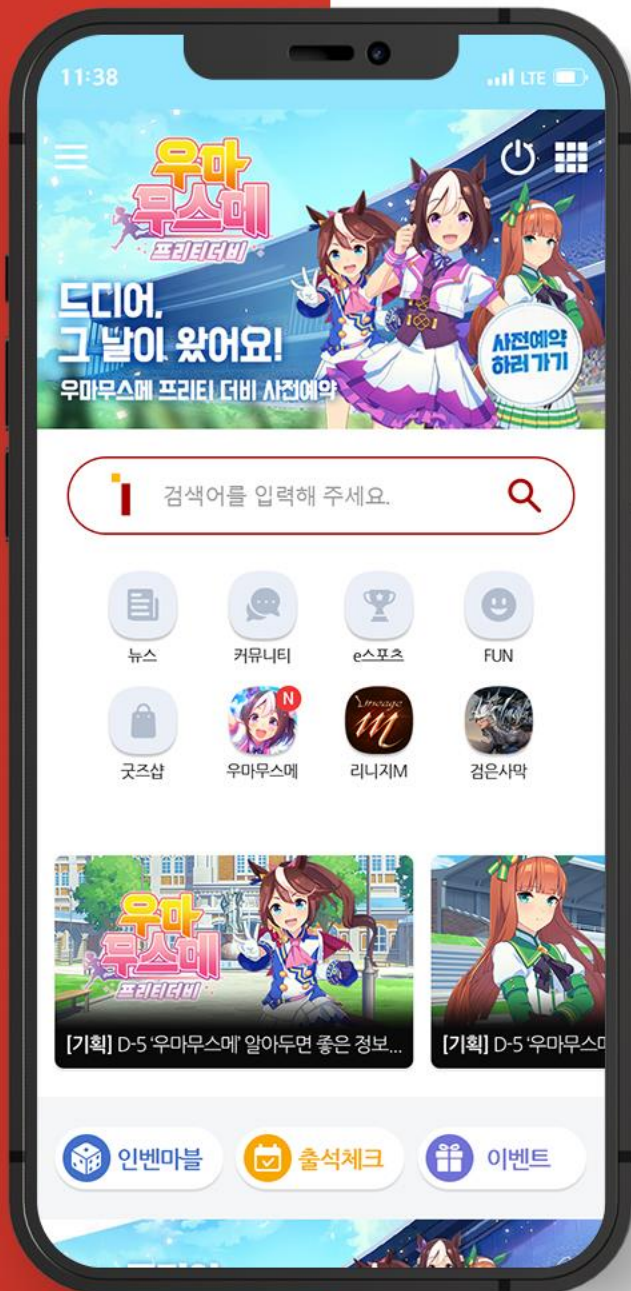 11:38
LTE
우마
무스메
프리티더비
드디어,
그 날이 왔어요!
우마무스메 프리티 더비 사전예약
사전예약
하러 가기
검색어를 입력해 주세요.
뉴스
커뮤니티
e스포츠
FUN
N
Lineage
M
굿즈샵
우마무스메
리니지M
검은사막
우마
무스메
프리티더비
[기획] D-5 '우마무스메' 알아두면 좋은 정보...
[기획] D-5 '우마무스
인벤마블
출석체크
이벤트